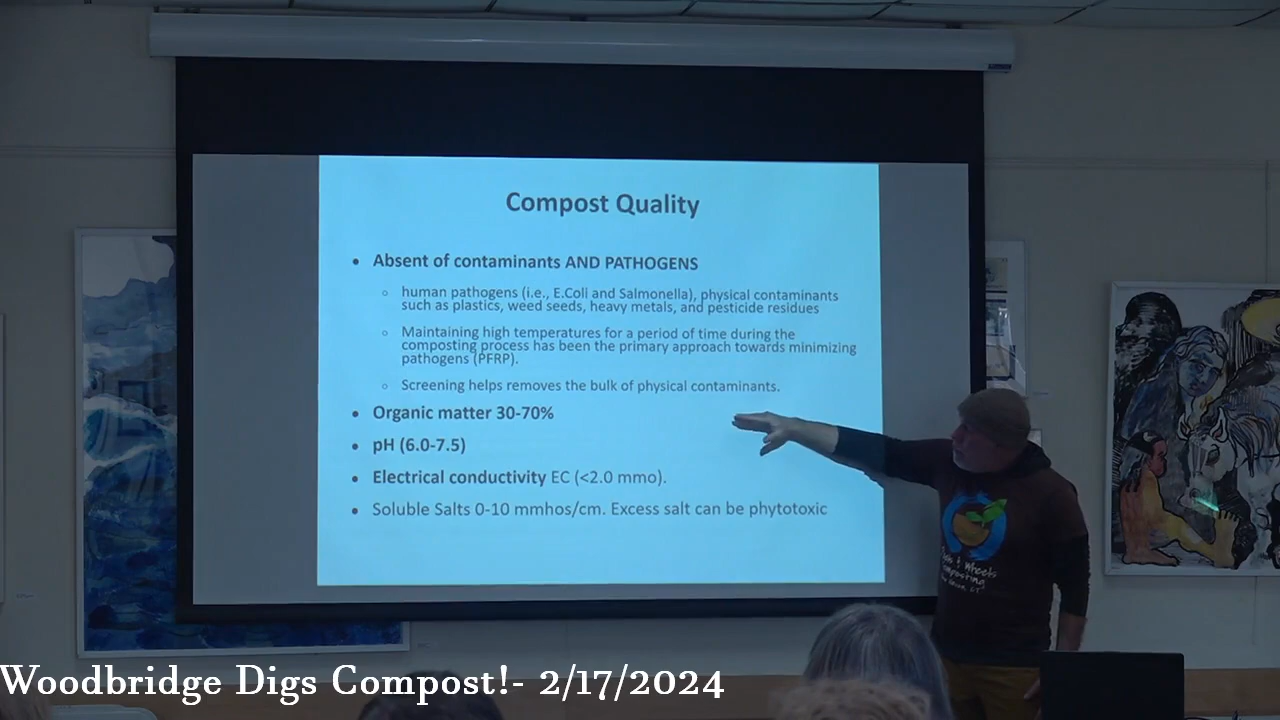 Compost Quality
• Absent of contaminants AND PATHOGENS
○ human pathogens (i.e., E.Coli and Salmonella), physical contaminants
such as plastics, weed seeds, heavy metals, and pesticide residues
○ Maintaining high temperatures for a period of time during the
composting process has been the primary approach towards minimizing
pathogens (PFRP).
○ Screening helps removes the bulk of physical contaminants.
• Organic matter 30-70%
• pH (6.0-7.5)
• Electrical conductivity EC (<2.0 mmo).
• Soluble Salts 0-10 mmhos/cm. Excess salt can be phytotoxic
Woodbridge Digs Compost!- 2/17/2024